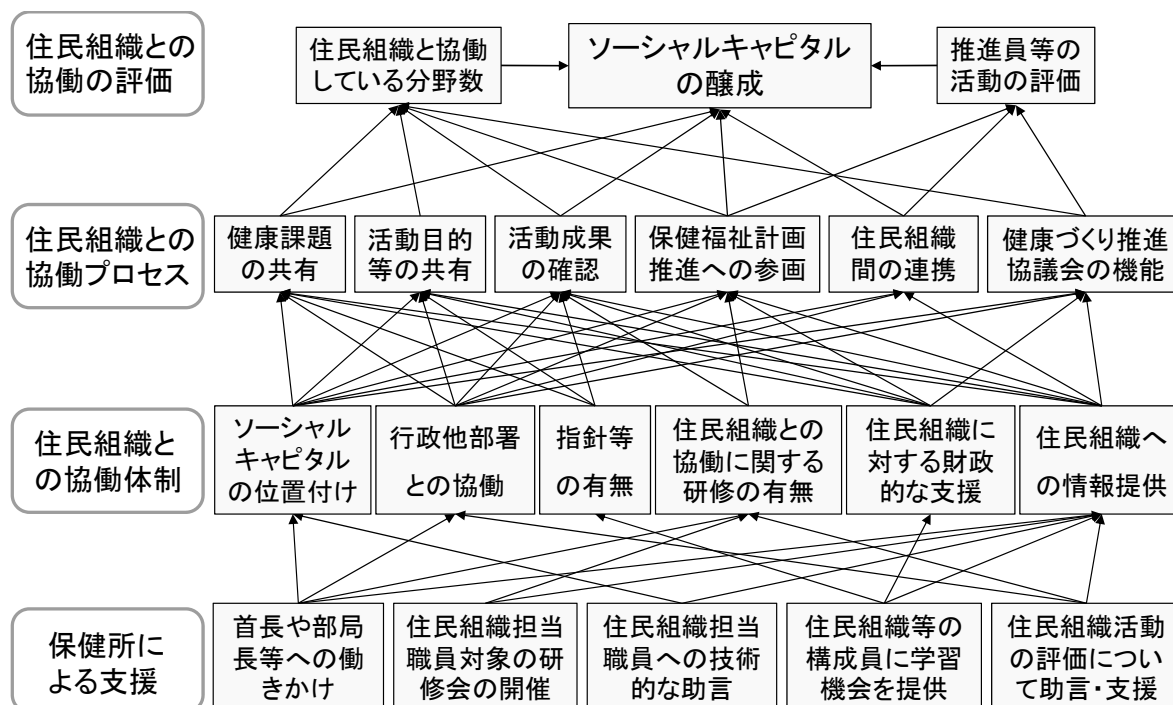 住民組織との
協働の評価
住民組織と協働
している分野数
ソーシャルキャピタル
の醸成
推進員等の
活動の評価
住民組織との
協働プロセス
健康課題
の共有
活動目的
等の共有
活動成果
の確認
保健福祉計画
推進への参画
住民組織
間の連携
健康づくり推進
協議会の機能
住民組織と
の協働体制
ソーシャル
キャピタル
の位置付け
行政他部署
との協働
指針等
の有無
住民組織との
協働に関する
研修の有無
住民組織に
対する財政
的な支援
住民組織へ
の情報提供
保健所に
よる支援
首長や部局
長等への働
きかけ
住民組織担当
職員対象の研
修会の開催
住民組織担当
職員への技術
的な助言
住民組織等の
構成員に学習
機会を提供
住民組織活動
の評価につい
て助言・支援